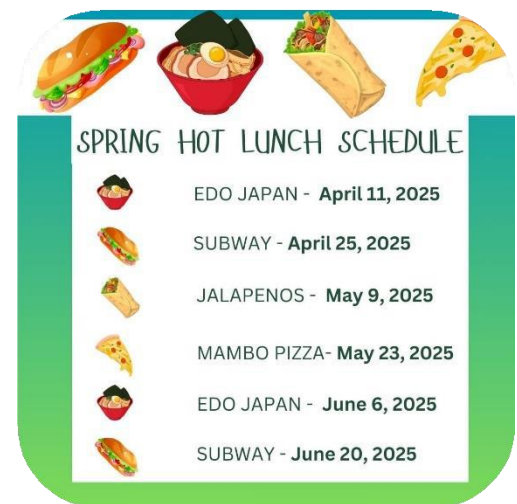 SPRING HOT LUNCH SCHEDULE
EDO JAPAN - April 11, 2025
SUBWAY - April 25, 2025
JALAPENOS - May 9, 2025
MAMBO PIZZA- May 23, 2025
EDO JAPAN - June 6, 2025
SUBWAY - June 20, 2025